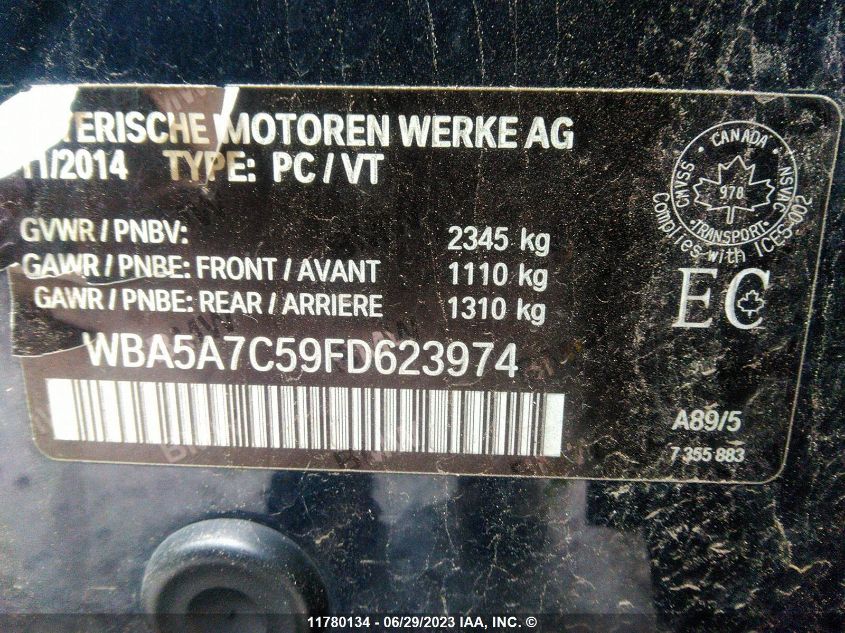 YERISCHE MOTOREN WERKE AG
11/2014 TYPE: PC / VT
GVWR / PNBV: 2345 kg
GAWR / PNBE: FRONT / AVANT 1110 kg
GAWR / PNBE: REAR / ARRIERE 1310 kg
WBA5A7C59FD623974
CMVSS CANADA NSVAC
978
TRANSPORT
Complies with ICES-002
EC
A89/5
7 355 883
11780134 - 06/29/2023 IAA, INC. ©